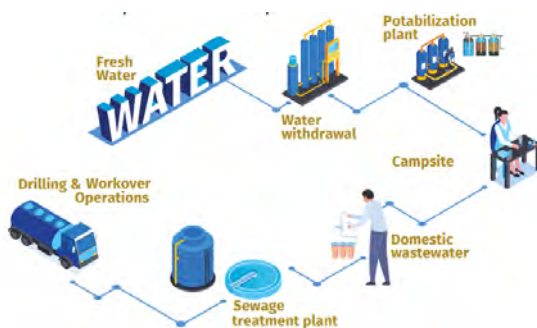 Fresh
Water
WATER
Water
withdrawal
Potabilization
plant
Campsite
Domestic
wastewater
Sewage
treatment plant
Drilling & Workover
Operations